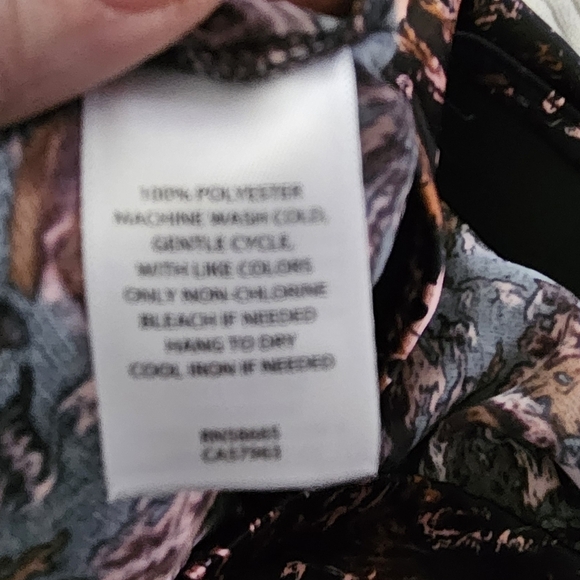 100% POLYESTER
MACHINE WASH COLD,
GENTLE CYCLE,
WITH LIKE COLORS
ONLY NON-CHLORINE
BLEACH IF NEEDED
HANG TO DRY
COOL IRON IF NEEDED